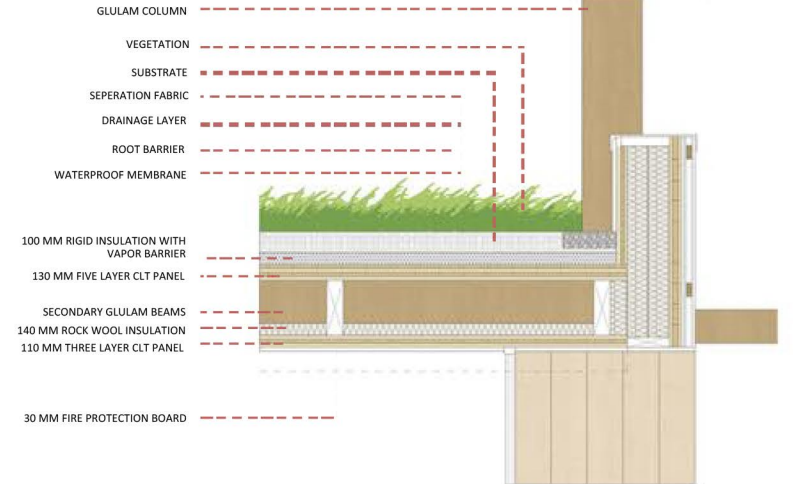 GLULAM COLUMN
VEGETATION
SUBSTRATE
SEPERATION FABRIC
DRAINAGE LAYER
ROOT BARRIER
WATERPROOF MEMBRANE
100 MM RIGID INSULATION WITH
VAPOR BARRIER
130 MM FIVE LAYER CLT PANEL
SECONDARY GLULAM BEAMS
140 MM ROCK WOOL INSULATION
110 MM THREE LAYER CLT PANEL
30 MM FIRE PROTECTION BOARD